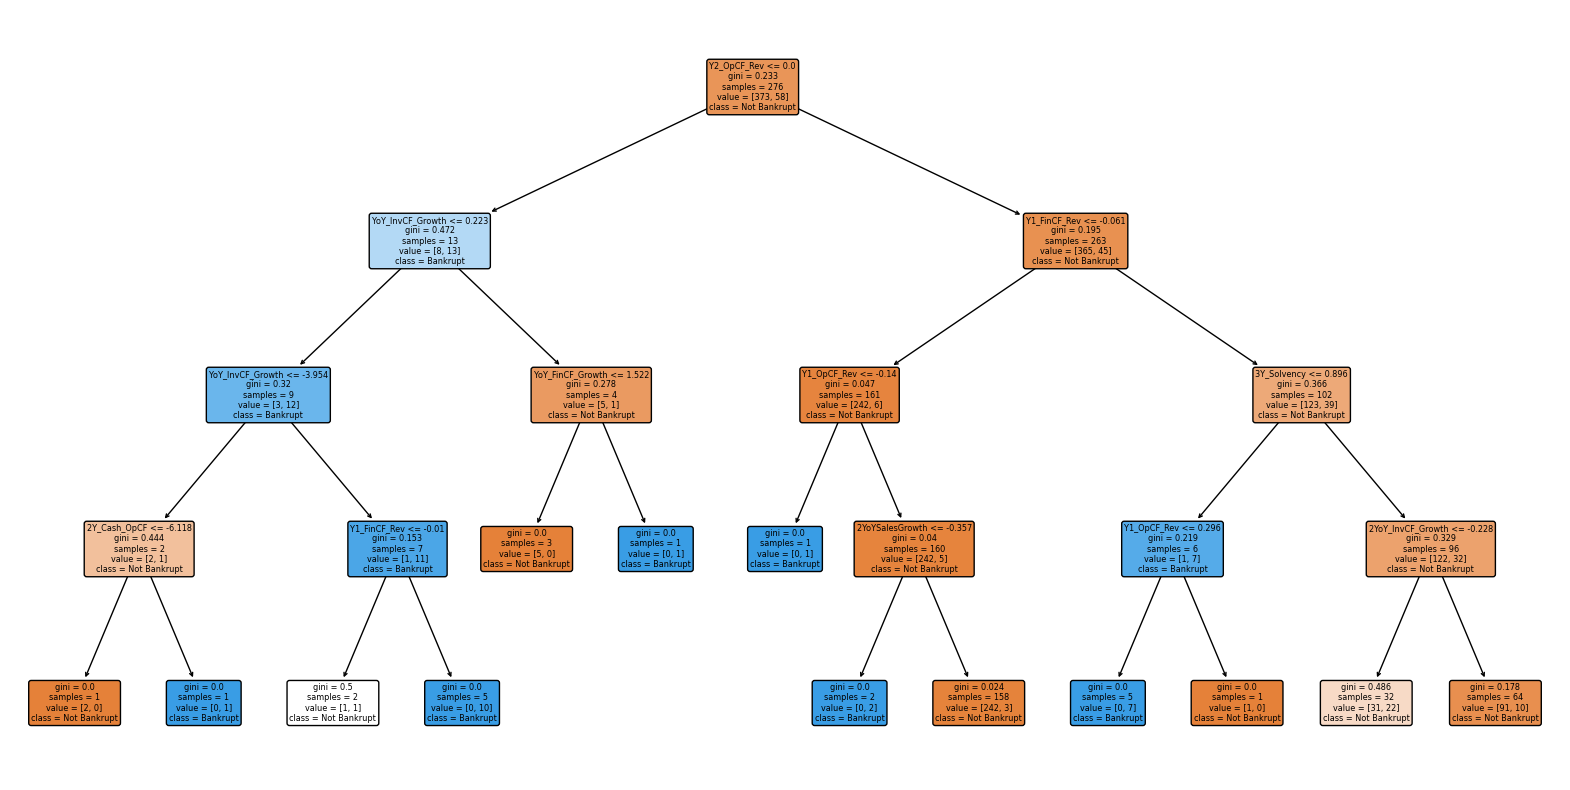 Y2_OpCF_Rev <= 0.0
gini = 0.233
samples = 276
value = [373, 58]
class = Not Bankrupt
YoY_InvCF_Growth <= 0.223
gini = 0.472
samples = 13
value = [8, 13]
class = Bankrupt
Y1_FinCF_Rev <= -0.061
gini = 0.195
samples = 263
value = [365, 45]
class = Not Bankrupt
YoY_InvCF_Growth <= -3.954
gini = 0.32
samples = 9
value = [3, 12]
class = Bankrupt
YoY_FinCF_Growth <= 1.522
gini = 0.278
samples = 4
value = [5, 1]
class = Not Bankrupt
Y1_OpCF_Rev <= -0.14
gini = 0.047
samples = 161
value = [242, 6]
class = Not Bankrupt
3Y_Solvency <= 0.896
gini = 0.366
samples = 102
value = [123, 39]
class = Not Bankrupt
2Y_Cash_OpCF <= -6.118
gini = 0.444
samples = 2
value = [2, 1]
class = Not Bankrupt
Y1_FinCF_Rev <= -0.01
gini = 0.153
samples = 7
value = [1, 11]
class = Bankrupt
gini = 0.0
samples = 3
value = [5, 0]
class = Not Bankrupt
gini = 0.0
samples = 1
value = [0, 1]
class = Bankrupt
gini = 0.0
samples = 1
value = [0, 1]
class = Bankrupt
2YoYSalesGrowth <= -0.357
gini = 0.04
samples = 160
value = [242, 5]
class = Not Bankrupt
Y1_OpCF_Rev <= 0.296
gini = 0.219
samples = 6
value = [1, 7]
class = Bankrupt
2YoY_InvCF_Growth <= -0.228
gini = 0.329
samples = 96
value = [122, 32]
class = Not Bankrupt
gini = 0.0
samples = 1
value = [2, 0]
class = Not Bankrupt
gini = 0.0
samples = 1
value = [0, 1]
class = Bankrupt
gini = 0.5
samples = 2
value = [1, 1]
class = Not Bankrupt
gini = 0.0
samples = 5
value = [0, 10]
class = Bankrupt
gini = 0.0
samples = 2
value = [0, 2]
class = Bankrupt
gini = 0.024
samples = 158
value = [242, 3]
class = Not Bankrupt
gini = 0.0
samples = 5
value = [0, 7]
class = Bankrupt
gini = 0.0
samples = 1
value = [1, 0]
class = Not Bankrupt
gini = 0.486
samples = 32
value = [31, 22]
class = Not Bankrupt
gini = 0.178
samples = 64
value = [91, 10]
class = Not Bankrupt